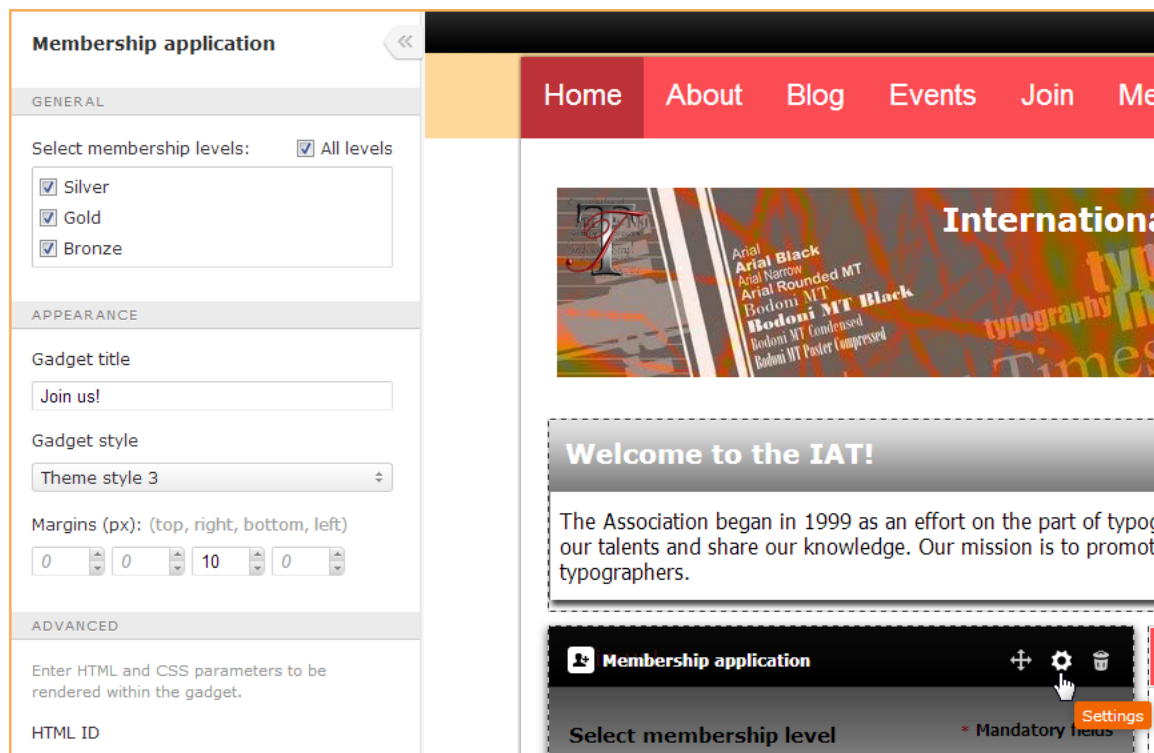 Membership application
GENERAL
Select membership levels: All levels
Silver
Gold
Bronze
APPEARANCE
Gadget title
Join us!
Gadget style
Theme style 3
Margins (px): (top, right, bottom, left)
0 0 10 0
ADVANCED
Enter HTML and CSS parameters to be
rendered within the gadget.
HTML ID
Home About Blog Events Join Me
Internationa
Arial
Arial Black
Arial Narrow
Arial Rounded MT
Bodoni MT
Bodoni MT Black
Bodoni MT Condensed
Bodoni MT Poster Compressed
typography
Times
Welcome to the IAT!
The Association began in 1999 as an effort on the part of typog
our talents and share our knowledge. Our mission is to promot
typographers.
Membership application
Settings
Select membership level
* Mandatory fields